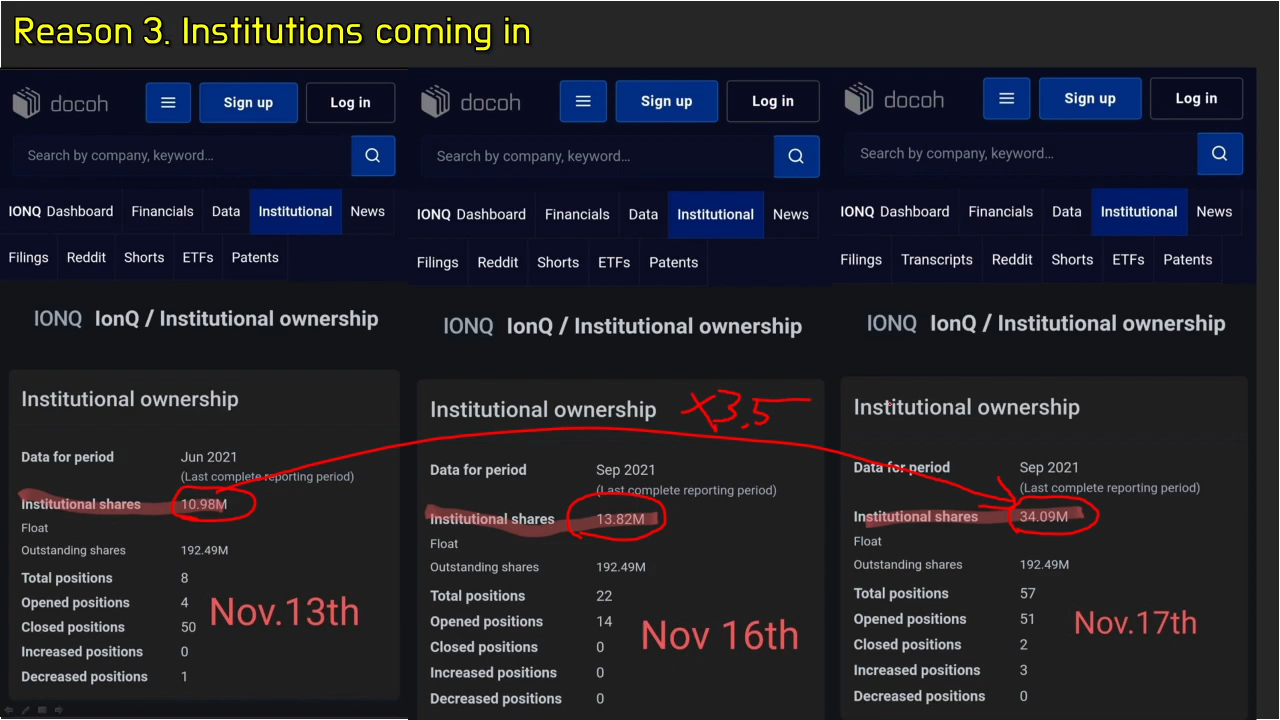 Reason 3. Institutions coming in
docoh
Sign up
Log in
Search by company, keyword...
IONQ Dashboard Financials Data Institutional News
Filings Reddit Shorts ETFs Patents
IONQ IonQ / Institutional ownership
Institutional ownership
Data for period Jun 2021
(Last complete reporting period)
Institutional shares 10.98M
Float
Outstanding shares 192.49M
Total positions 8
Opened positions 4
Closed positions 50
Increased positions 0
Decreased positions 1
Nov.13th
docoh
Sign up
Log in
Search by company, keyword...
IONQ Dashboard Financials Data Institutional News
Filings Reddit Shorts ETFs Patents
IONQ IonQ / Institutional ownership
Institutional ownership
x3.5
Data for period Sep 2021
(Last complete reporting period)
Institutional shares 13.82M
Float
Outstanding shares 192.49M
Total positions 22
Opened positions 14
Closed positions 0
Increased positions 0
Decreased positions 0
Nov 16th
docoh
Sign up
Log in
Search by company, keyword...
IONQ Dashboard Financials Data Institutional News
Filings Transcripts Reddit Shorts ETFs Patents
IONQ IonQ / Institutional ownership
Institutional ownership
Data for period Sep 2021
(Last complete reporting period)
Institutional shares 34.09M
Float
Outstanding shares 192.49M
Total positions 57
Opened positions 51
Closed positions 2
Increased positions 3
Decreased positions 0
Nov.17th